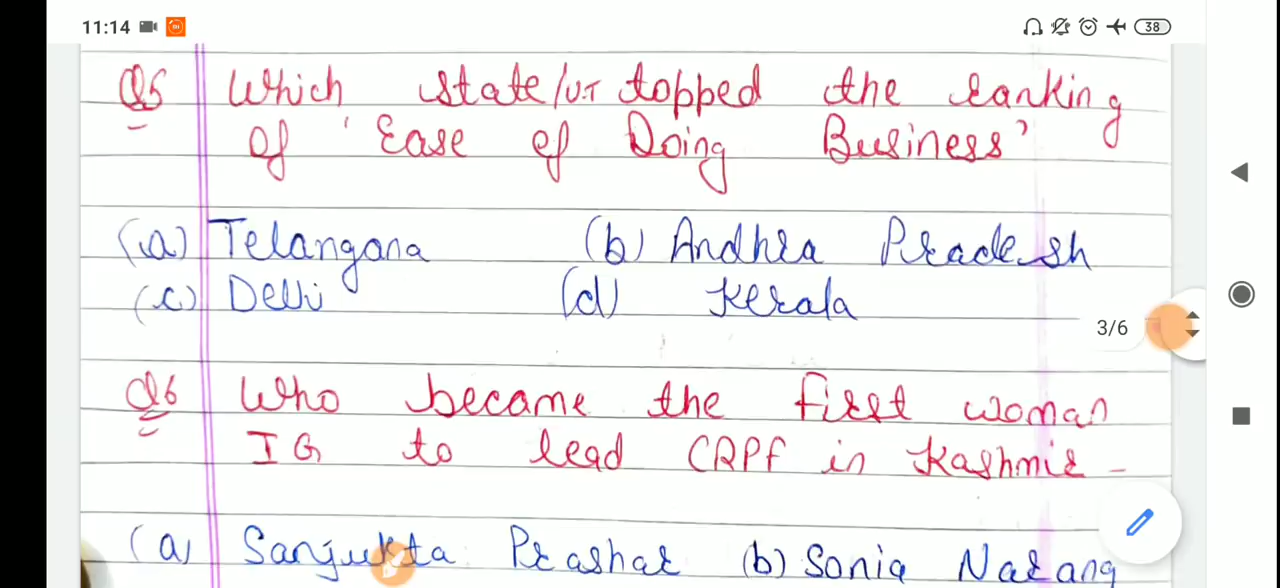 11:14
38
Q5 Which state/U.T topped the ranking
of 'Ease of Doing Business'
(a) Telangana (b) Andhra Pradesh
(c) Delhi (d) Kerala
3/6
Q6 Who became the first woman
IG to lead CRPF in Kashmir -
(a) Sanjukta Prashar (b) Sonia Narang